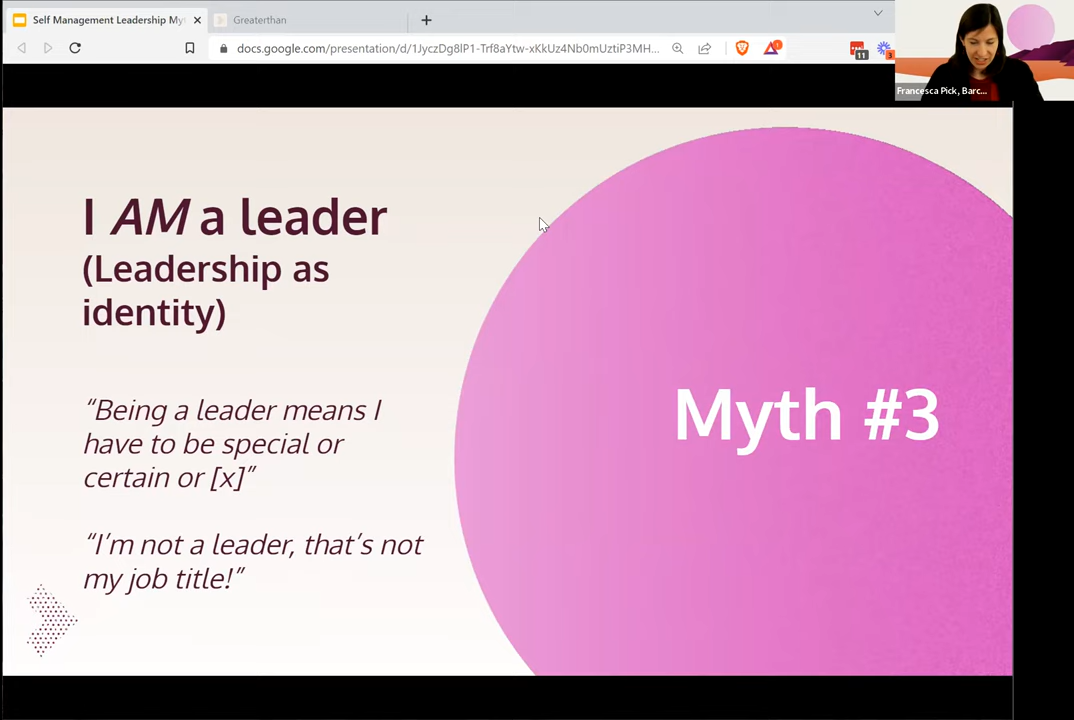 Self Management Leadership My
Greaterthan
docs.google.com/presentation/d/1JyczDg8lP1-Trf8aYtw-xKkUz4Nb0mUztiP3MH...
11
3
Francesca Pick, Barc...
I AM a leader
(Leadership as
identity)
“Being a leader means I
have to be special or
certain or [x]”
“I’m not a leader, that’s not
my job title!”
Myth #3